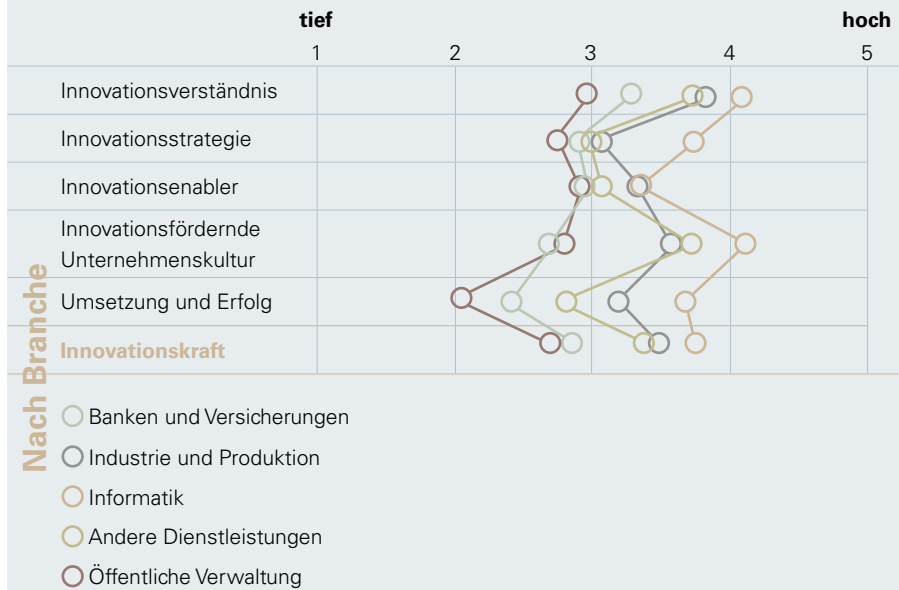 tief hoch
1 2 3 4 5
Innovationsverständnis
Innovationsstrategie
Innovationsenabler
Innovationsfördernde
Unternehmenskultur
Umsetzung und Erfolg
Innovationskraft
Nach Branche
Banken und Versicherungen
Industrie und Produktion
Informatik
Andere Dienstleistungen
Öffentliche Verwaltung